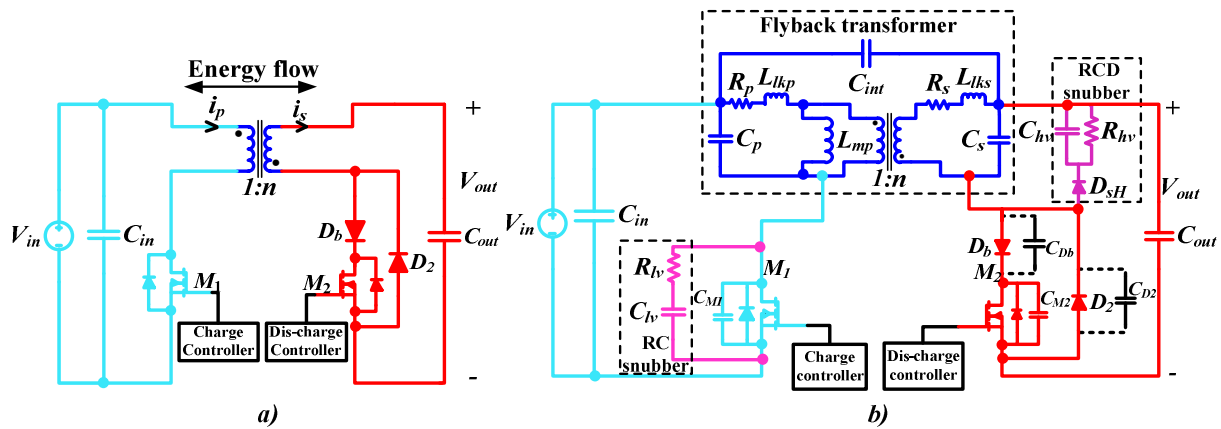 Energy flow
i_p
i_s
+
1:n
V_out
V_in
C_in
D_b
D_2
C_out
M_1
M_2
Charge
Controller
Dis-charge
Controller
-
a)
Flyback transformer
C_int
R_p
L_lkp
R_s
L_lks
C_p
L_mp
C_s
1:n
RCD
snubber
+
C_hv
R_hv
D_sH
V_out
V_in
C_in
C_out
D_b
C_Db
M_2
C_M2
D_2
C_D2
R_lv
C_lv
RC
snubber
M_1
C_M1
Charge
controller
Dis-charge
controller
-
b)